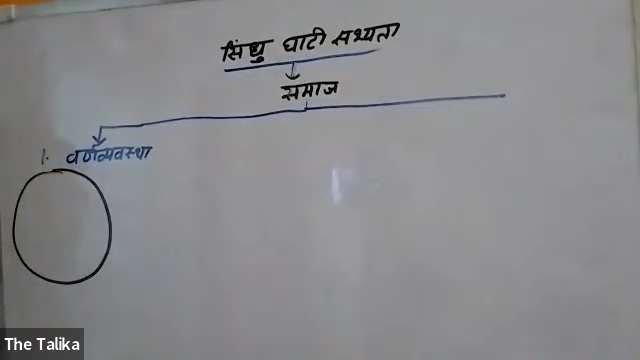 सिंधु घाटी सभ्यता
समाज
1. वर्णव्यवस्था
The Talika